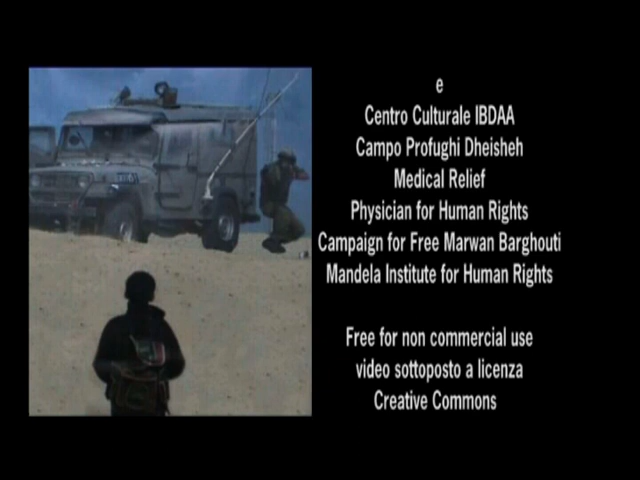 e
Centro Culturale IBDAA
Campo Profughi Dheisheh
Medical Relief
Physician for Human Rights
Campaign for Free Marwan Barghouti
Mandela Institute for Human Rights
Free for non commercial use
video sottoposto a licenza
Creative Commons